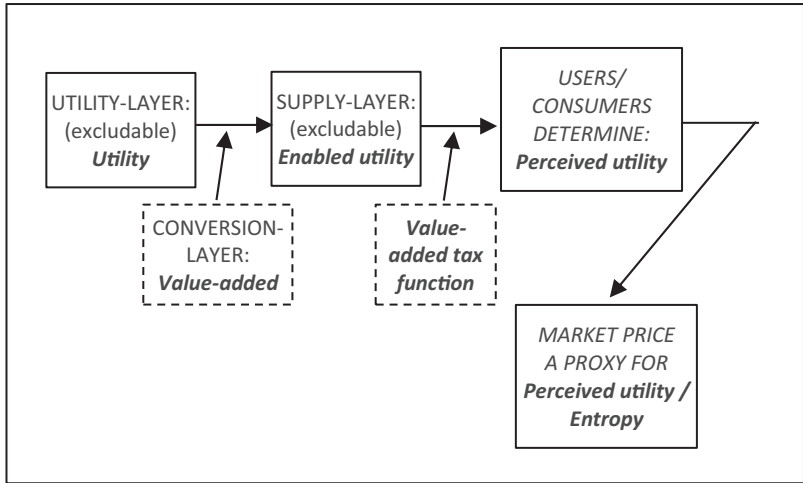 UTILITY-LAYER:
(excludable)
Utility
SUPPLY-LAYER:
(excludable)
Enabled utility
USERS/
CONSUMERS
DETERMINE:
Perceived utility
CONVERSION-
LAYER:
Value-added
Value-
added tax
function
MARKET PRICE
A PROXY FOR
Perceived utility /
Entropy